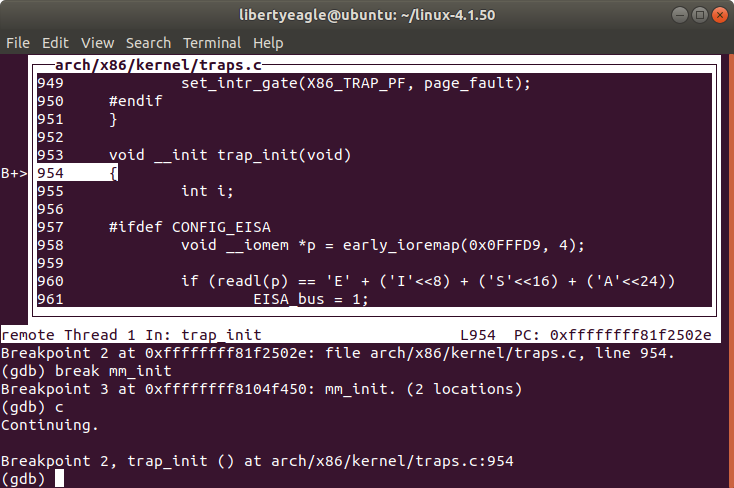 libertyeagle@ubuntu: ~/linux-4.1.50
File Edit View Search Terminal Help
arch/x86/kernel/traps.c
949 set_intr_gate(X86_TRAP_PF, page_fault);
950 #endif
951 }
952
953 void __init trap_init(void)
B+> 954 {
955 int i;
956
957 #ifdef CONFIG_EISA
958 void __iomem *p = early_ioremap(0x0FFFD9, 4);
959
960 if (readl(p) == 'E' + ('I'<<8) + ('S'<<16) + ('A'<<24))
961 EISA_bus = 1;
remote Thread 1 In: trap_init L954 PC: 0xffffffff81f2502e
Breakpoint 2 at 0xffffffff81f2502e: file arch/x86/kernel/traps.c, line 954.
(gdb) break mm_init
Breakpoint 3 at 0xffffffff8104f450: mm_init. (2 locations)
(gdb) c
Continuing.
Breakpoint 2, trap_init () at arch/x86/kernel/traps.c:954
(gdb)